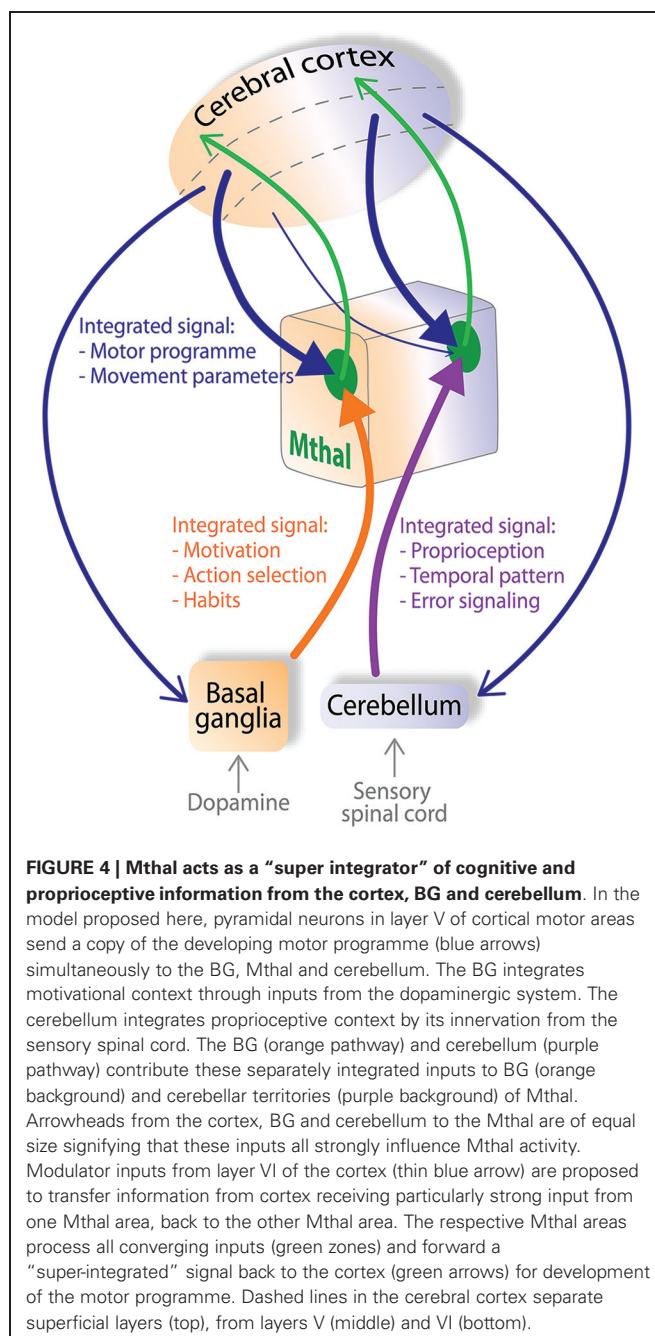 Cerebral cortex
Integrated signal:
- Motor programme
- Movement parameters
Mthal
Integrated signal:
- Motivation
- Action selection
- Habits
Integrated signal:
- Proprioception
- Temporal pattern
- Error signaling
Basal
ganglia
Cerebellum
Dopamine
Sensory
spinal cord
FIGURE 4 | Mthal acts as a “super integrator” of cognitive and
proprioceptive information from the cortex, BG and cerebellum. In the
model proposed here, pyramidal neurons in layer V of cortical motor areas
send a copy of the developing motor programme (blue arrows)
simultaneously to the BG, Mthal and cerebellum. The BG integrates
motivational context through inputs from the dopaminergic system. The
cerebellum integrates proprioceptive context by its innervation from the
sensory spinal cord. The BG (orange pathway) and cerebellum (purple
pathway) contribute these separately integrated inputs to BG (orange
background) and cerebellar territories (purple background) of Mthal.
Arrowheads from the cortex, BG and cerebellum to the Mthal are of equal
size signifying that these inputs all strongly influence Mthal activity.
Modulator inputs from layer VI of the cortex (thin blue arrow) are proposed
to transfer information from cortex receiving particularly strong input from
one Mthal area, back to the other Mthal area. The respective Mthal areas
process all converging inputs (green zones) and forward a
“super-integrated” signal back to the cortex (green arrows) for development
of the motor programme. Dashed lines in the cerebral cortex separate
superficial layers (top), from layers V (middle) and VI (bottom).